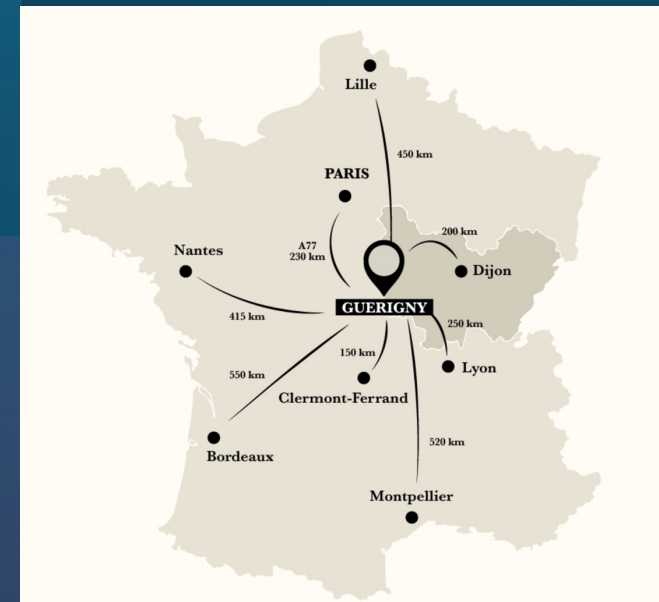 Lille
450 km
PARIS
A77
230 km
200 km
Nantes
Dijon
GUERIGNY
415 km
250 km
150 km
Lyon
550 km
Clermont-Ferrand
520 km
Bordeaux
Montpellier